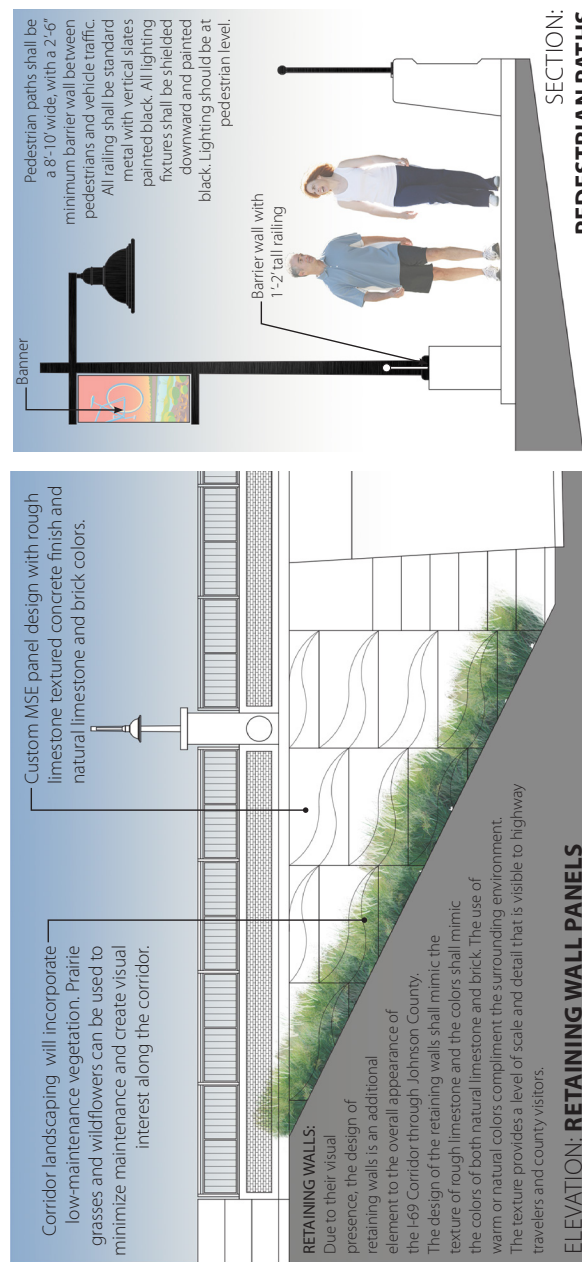 Corridor landscaping will incorporate
low-maintenance vegetation. Prairie
grasses and wildflowers can be used to
minimize maintenance and create visual
interest along the corridor.
Custom MSE panel design with rough
limestone textured concrete finish and
natural limestone and brick colors.
RETAINING WALLS:
Due to their visual
presence, the design of
retaining walls is an additional
element to the overall appearance of
the I-69 Corridor through Johnson County.
The design of the retaining walls shall mimic the
texture of rough limestone and the colors shall mimic
the colors of both natural limestone and brick. The use of
warm or natural colors compliment the surrounding environment.
The texture provides a level of scale and detail that is visible to highway
travelers and county visitors.
ELEVATION: RETAINING WALL PANELS
Banner
Pedestrian paths shall be
a 8'-10' wide, with a 2'-6"
minimum barrier wall between
pedestrians and vehicle traffic.
All railing shall be standard
metal with vertical slates
painted black. All lighting
fixtures shall be shielded
downward and painted
black. Lighting should be at
pedestrian level.
Barrier wall with
1'-2' tall railing
SECTION:
PEDESTRIAN PATHS